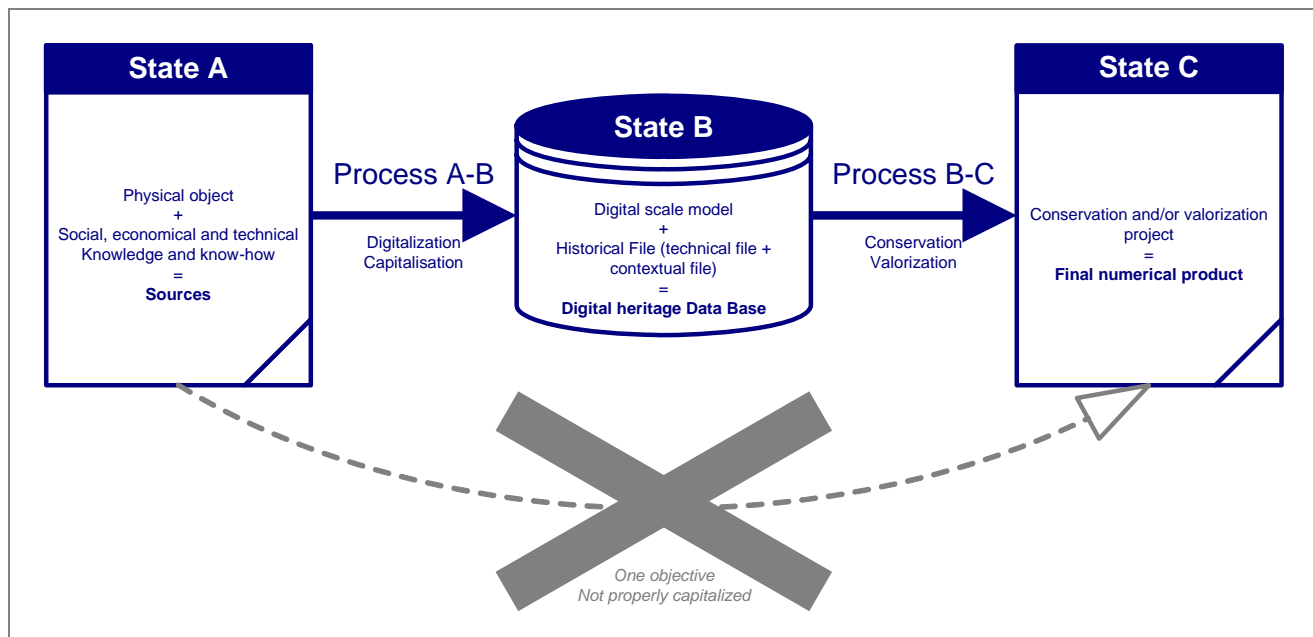 State A
Physical object
+
Social, economical and technical
Knowledge and know-how
=
Sources
Process A-B
Digitalization
Capitalisation
State B
Digital scale model
+
Historical File (technical file +
contextual file)
=
Digital heritage Data Base
Process B-C
Conservation
Valorization
State C
Conservation and/or valorization
project
=
Final numerical product
One objective
Not properly capitalized